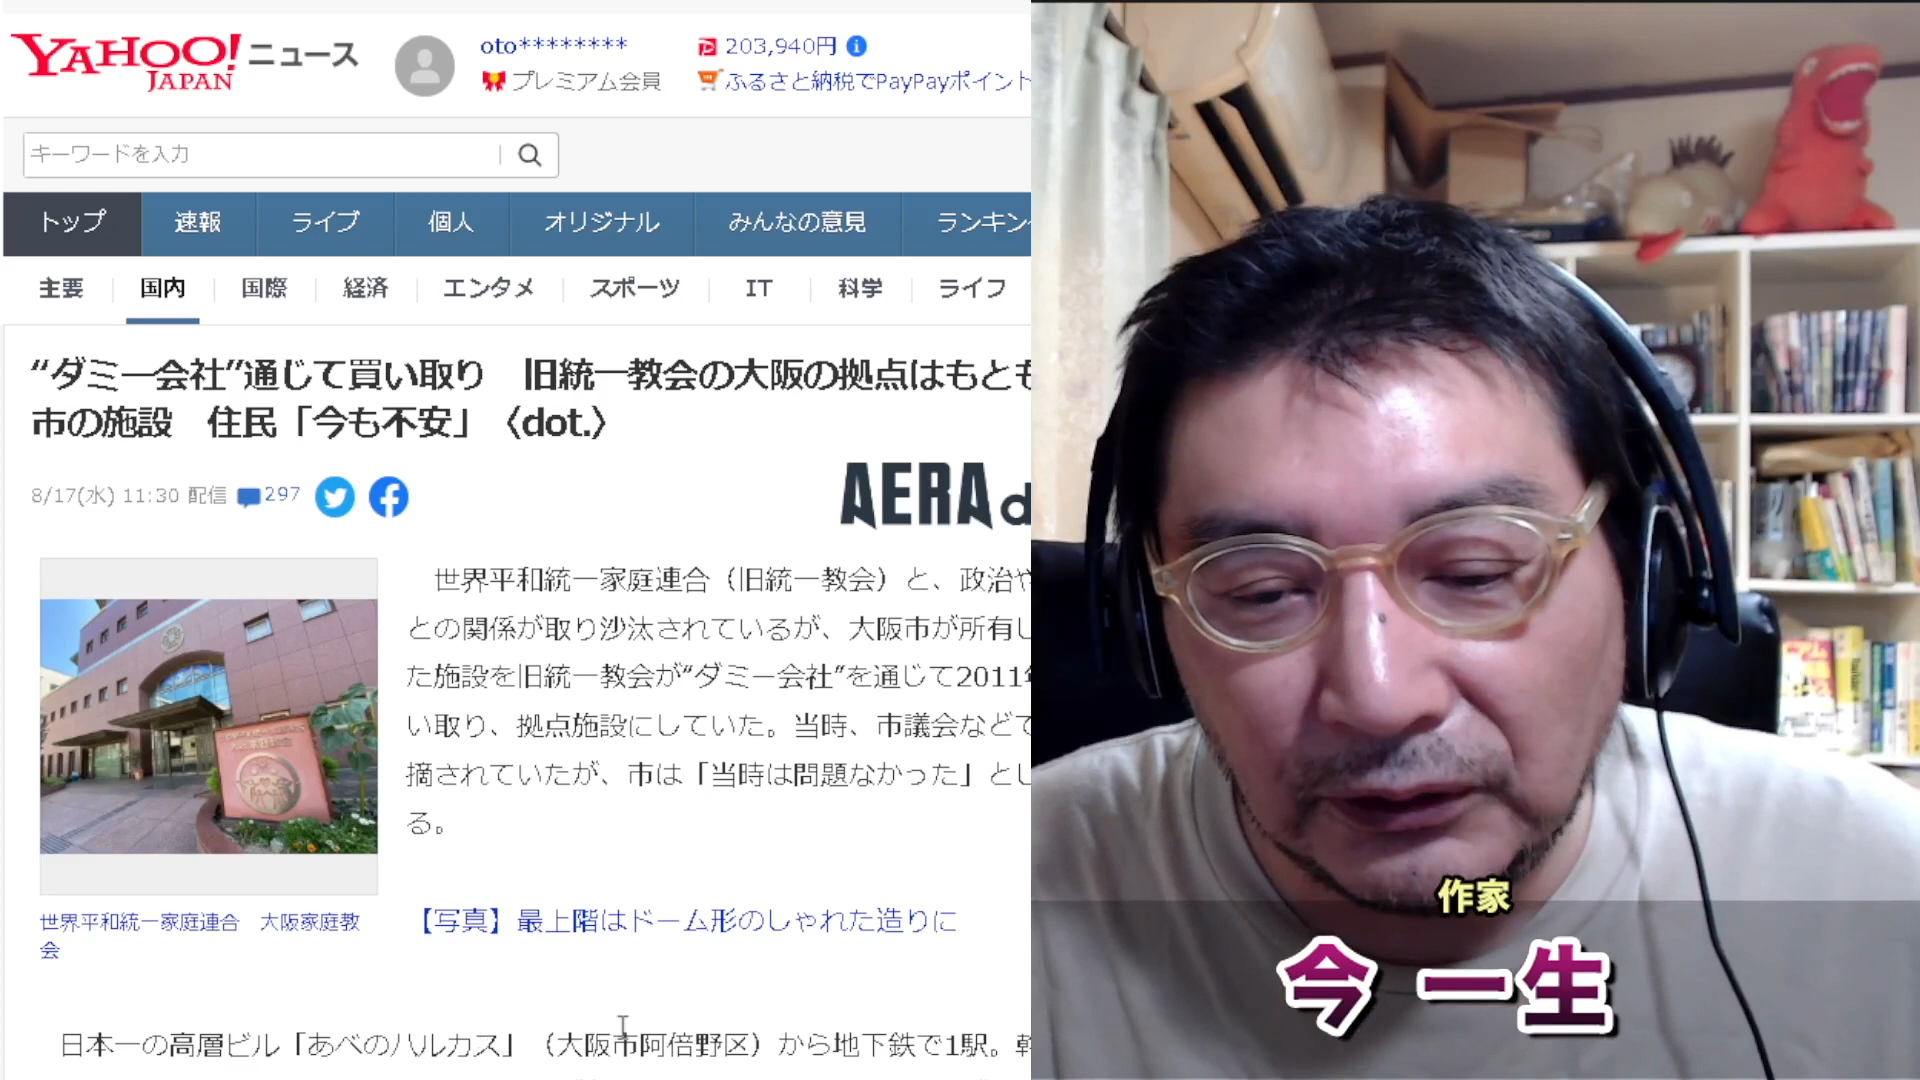 YAHOO! JAPAN ニュース
oto********
203,940円
プレミアム会員
ふるさと納税でPayPayポイント
キーワードを入力
トップ 速報 ライブ 個人 オリジナル みんなの意見 ランキン
主要 国内 国際 経済 エンタメ スポーツ IT 科学 ライフ
“ダミー会社”通じて買い取り　旧統一教会の大阪の拠点はもとも
市の施設　住民「今も不安」〈dot.〉
8/17(水) 11:30 配信 297
AERA d
世界平和統一家庭連合（旧統一教会）と、政治や
との関係が取り沙汰されているが、大阪市が所有し
た施設を旧統一教会が“ダミー会社”を通じて2011年
い取り、拠点施設にしていた。当時、市議会などで
摘されていたが、市は「当時は問題なかった」とし
る。
世界平和統一家庭連合　大阪家庭教
会
【写真】最上階はドーム形のしゃれた造りに
日本一の高層ビル「あべのハルカス」（大阪市阿倍野区）から地下鉄で1駅。幹
作家
今 一生